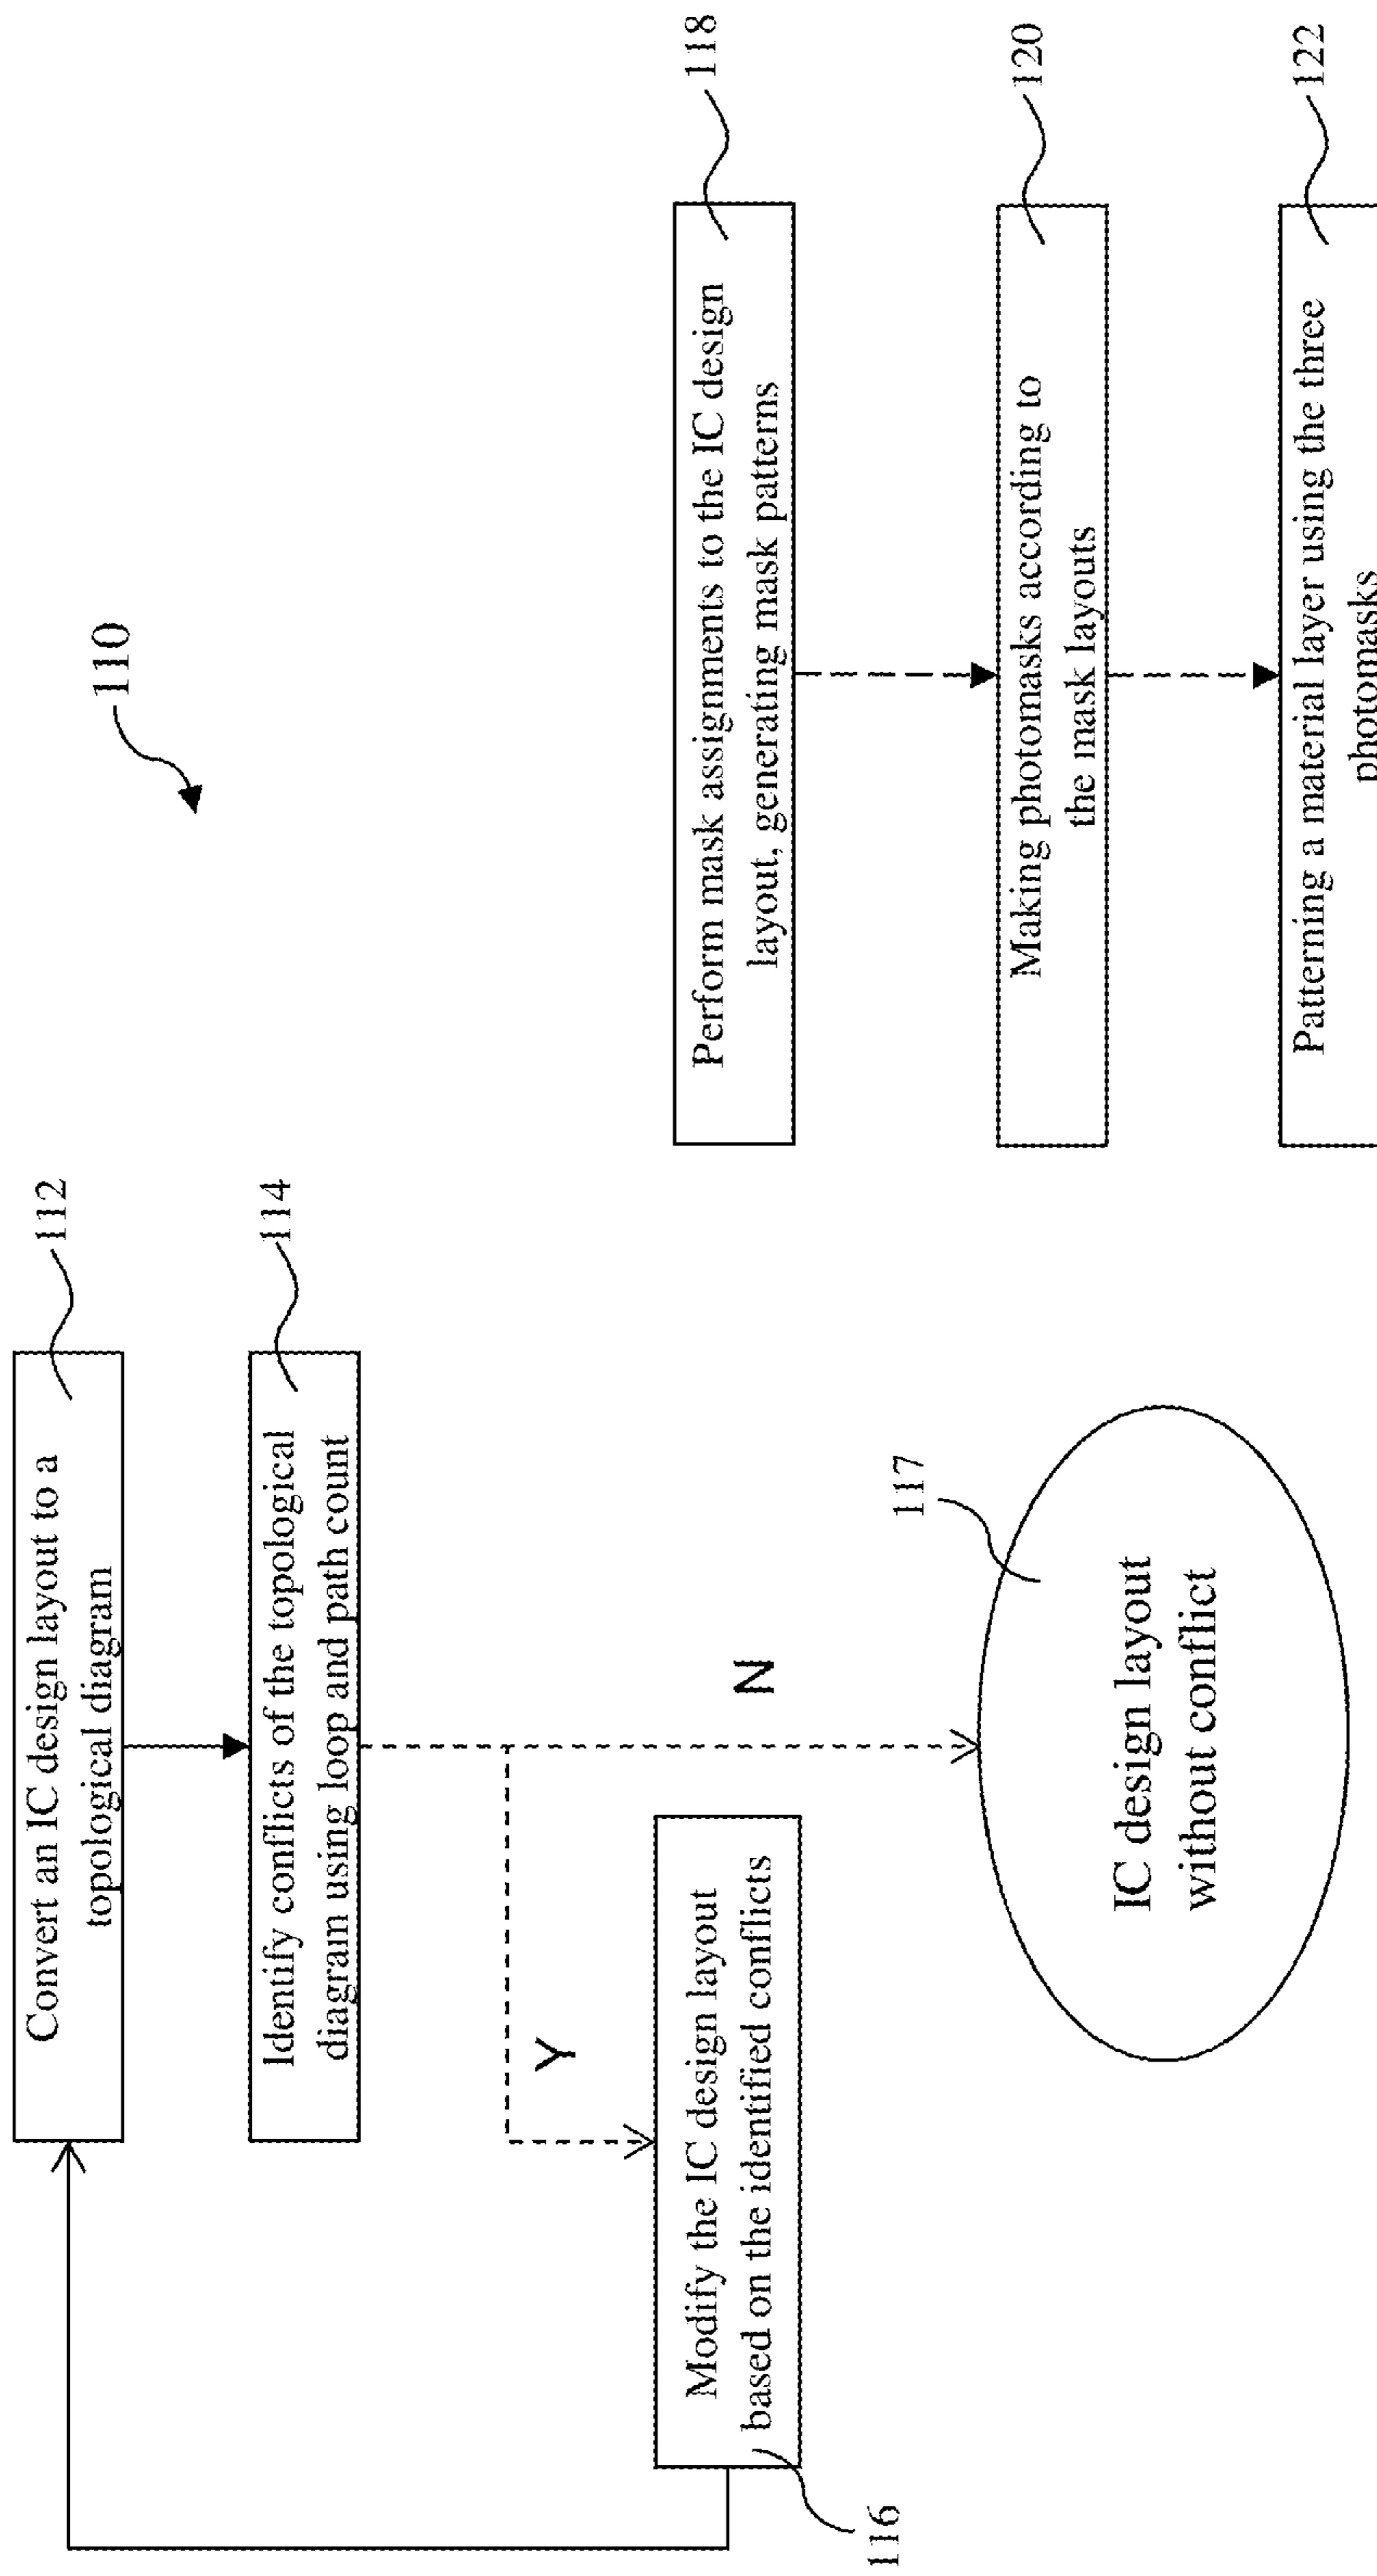 110
Convert an IC design layout to a
topological diagram
112
Identify conflicts of the topological
diagram using loop and path count
114
Y
N
Modify the IC design layout
based on the identified conflicts
116
IC design layout
without conflict
117
Perform mask assignments to the IC design
layout, generating mask patterns
118
Making photomasks according to
the mask layouts
120
Patterning a material layer using the three
photomasks
122